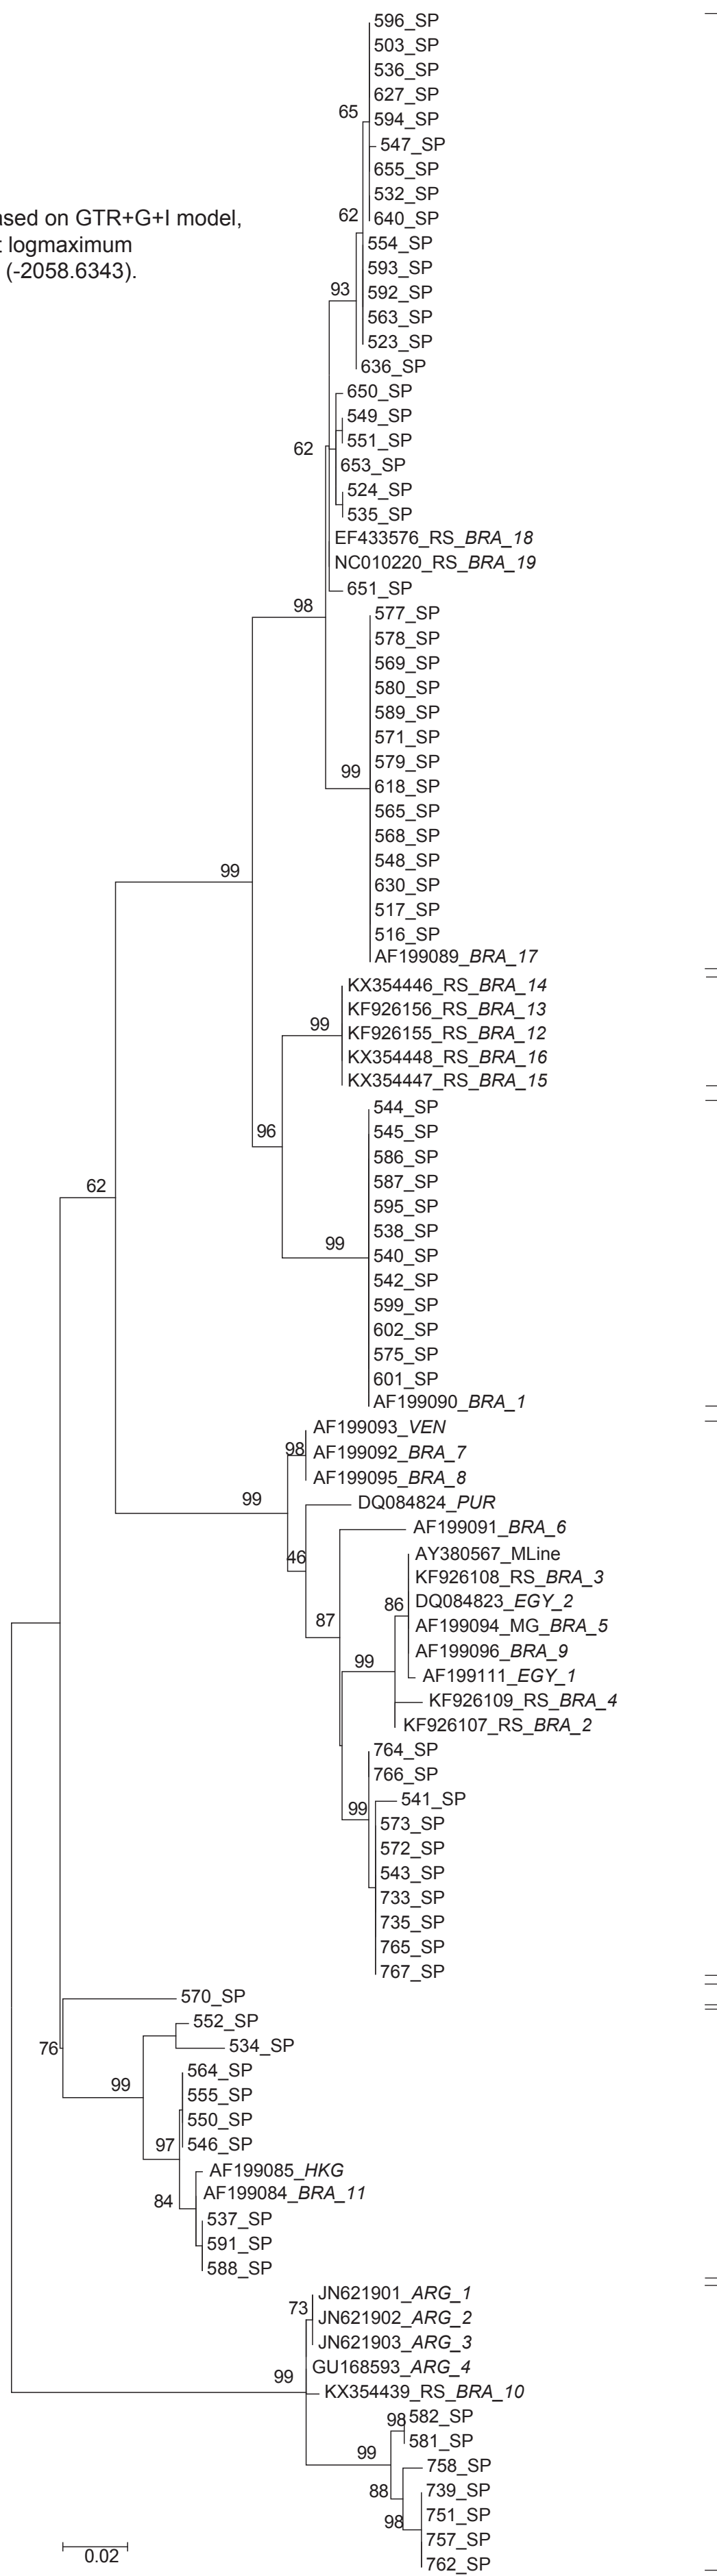 596_SP
503_SP
536_SP
627_SP
65
594_SP
547_SP
655_SP
532_SP
62
640_SP
ased on GTR+G+I model,
554_SP
logmaximum
593_SP
(-2058.6343).
93
592_SP
563_SP
523_SP
636_SP
650_SP
549_SP
551_SP
62
653_SP
524_SP
535_SP
EF433576_RS_BRA_18
NC010220_RS_BRA_19
651_SP
98
577_SP
578_SP
569_SP
580_SP
589_SP
571_SP
579_SP
99
618_SP
565_SP
568_SP
548_SP
99
630_SP
517_SP
516_SP
AF199089_BRA_17
KX354446_RS_BRA_14
KF926156_RS_BRA_13
99
KF926155_RS_BRA_12
KX354448_RS_BRA_16
KX354447_RS_BRA_15
544_SP
96
545_SP
586_SP
62
587_SP
595_SP
538_SP
99
540_SP
542_SP
599_SP
602_SP
575_SP
601_SP
AF199090_BRA_1
AF199093_VEN
98
AF199092_BRA_7
AF199095_BRA_8
99
DQ084824_PUR
AF199091_BRA_6
46
AY380567_MLine
KF926108_RS_BRA_3
86
DQ084823_EGY_2
87
AF199094_MG_BRA_5
AF199096_BRA_9
99
AF199111_EGY_1
KF926109_RS_BRA_4
KF926107_RS_BRA_2
764_SP
766_SP
541_SP
99
573_SP
572_SP
543_SP
733_SP
735_SP
765_SP
767_SP
570_SP
552_SP
76
534_SP
564_SP
99
555_SP
550_SP
97
546_SP
AF199085_HKG
AF199084_BRA_11
84
537_SP
591_SP
588_SP
JN621901_ARG_1
73
JN621902_ARG_2
JN621903_ARG_3
GU168593_ARG_4
99
KX354439_RS_BRA_10
98
582_SP
581_SP
99
758_SP
88
739_SP
751_SP
98
757_SP
762_SP
0.02